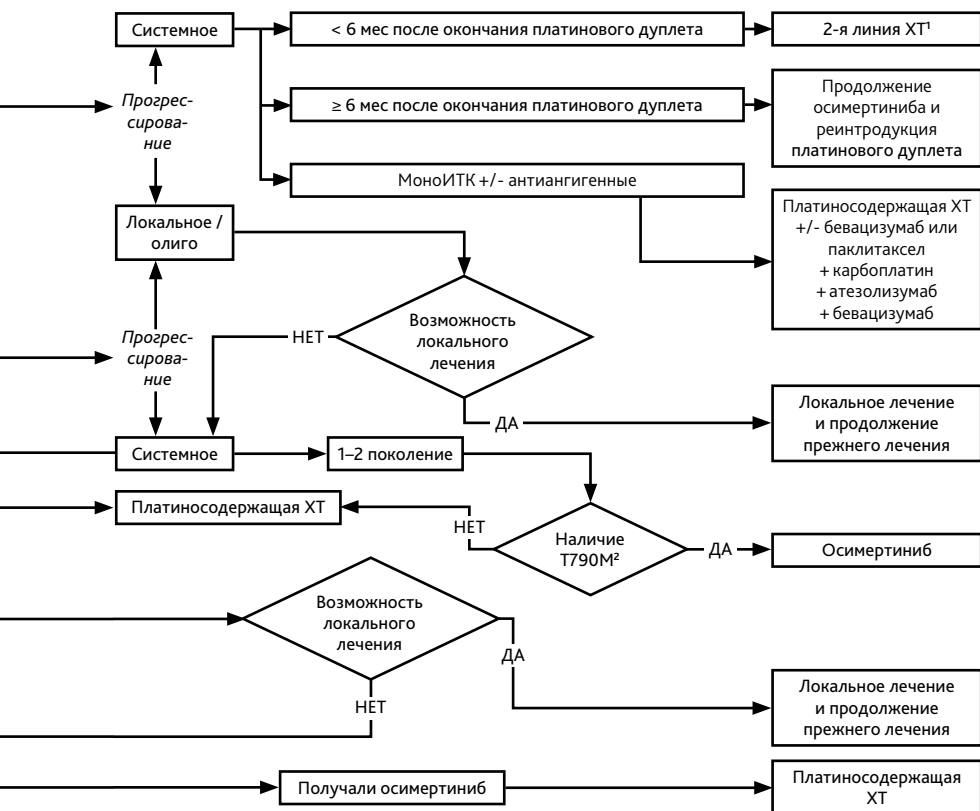 Системное
< 6 мес после окончания платинового дуплета
2-я линия ХТ¹
Прогрес-
сирова-
ние
≥ 6 мес после окончания платинового дуплета
Продолжение
осимертиниба и
реинтродукция
платинового дуплета
МоноИТК +/- антиангигенные
Платиносодержащая ХТ
+/- бевацизумаб или
паклитаксел
+ карбоплатин
+ атезолизумаб
+ бевацизумаб
Локальное /
олиго
Возможность
локального
лечения
НЕТ
Прогрес-
сирова-
ние
ДА
Локальное лечение
и продолжение
прежнего лечения
Системное
1–2 поколение
Платиносодержащая ХТ
НЕТ
Наличие
T790M²
ДА
Осимертиниб
Возможность
локального
лечения
ДА
НЕТ
Локальное лечение
и продолжение
прежнего лечения
Получали осимертиниб
Платиносодержащая
ХТ